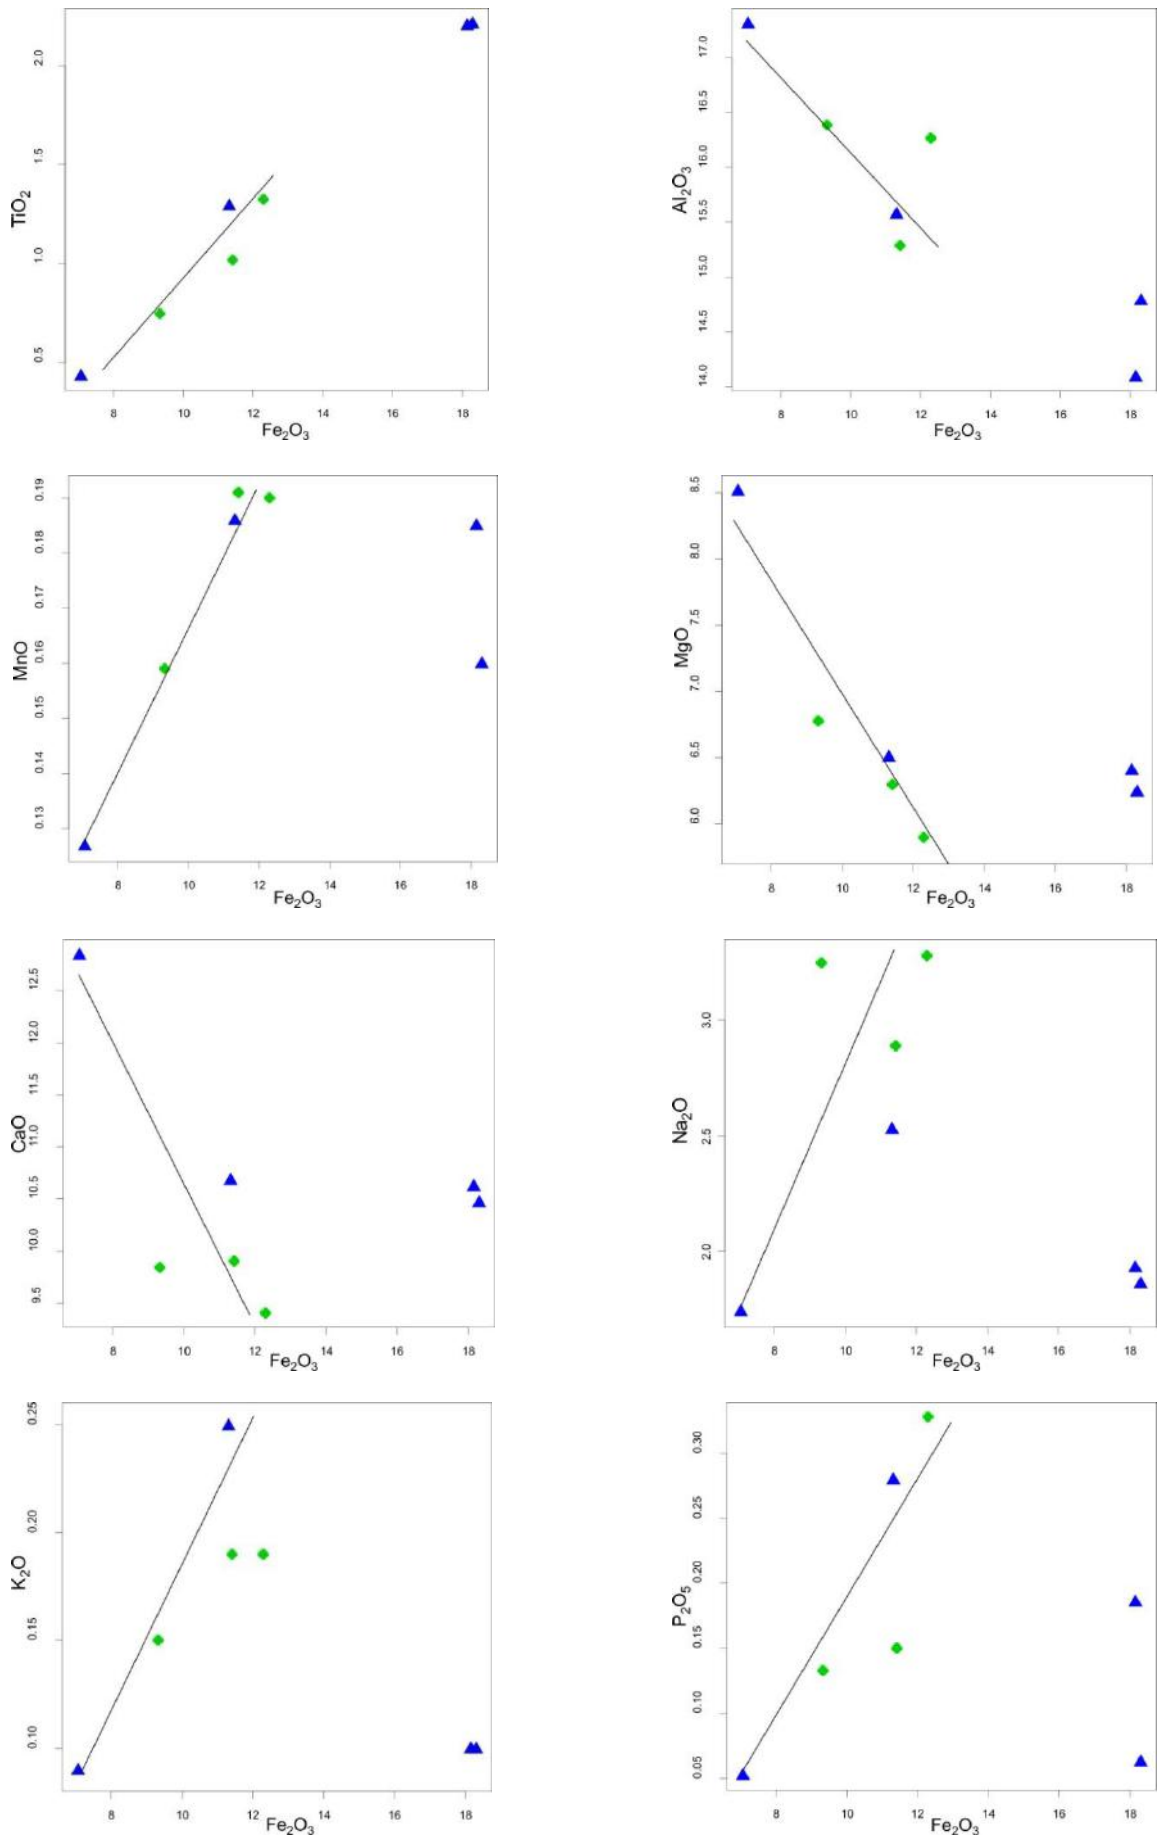 TiO₂
2.0
1.5
1.0
0.5
8 10 12 14 16 18
Fe₂O₃
Al₂O₃
17.0
16.5
16.0
15.5
15.0
14.5
14.0
8 10 12 14 16 18
Fe₂O₃
MnO
0.19
0.18
0.17
0.16
0.15
0.14
0.13
8 10 12 14 16 18
Fe₂O₃
MgO
8.5
8.0
7.5
7.0
6.5
6.0
8 10 12 14 16 18
Fe₂O₃
CaO
12.5
12.0
11.5
11.0
10.5
10.0
9.5
8 10 12 14 16 18
Fe₂O₃
Na₂O
3.0
2.5
2.0
8 10 12 14 16 18
Fe₂O₃
K₂O
0.25
0.20
0.15
0.10
8 10 12 14 16 18
Fe₂O₃
P₂O₅
0.30
0.25
0.20
0.15
0.10
0.05
8 10 12 14 16 18
Fe₂O₃